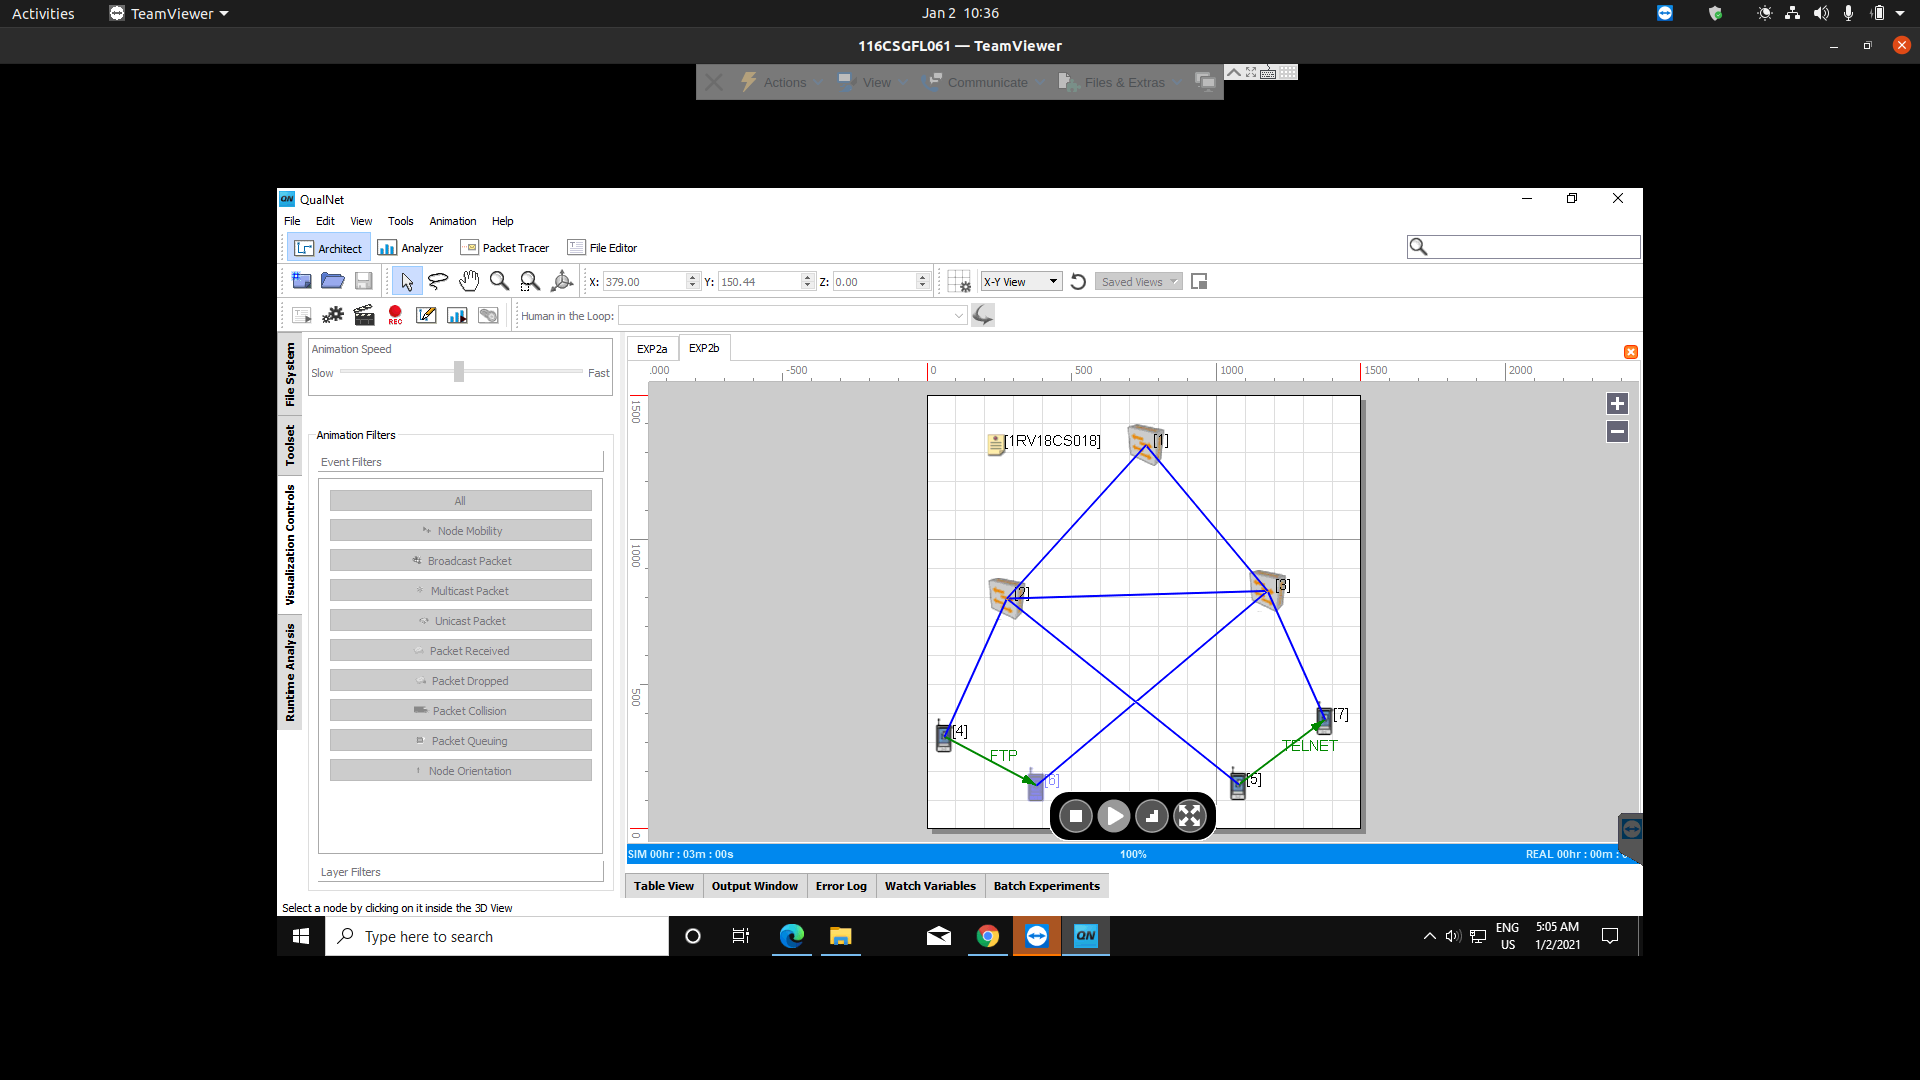 Activities TeamViewer Jan 2 10:36
116CSGFL061 — TeamViewer
Actions View Communicate Files & Extras
QN QualNet
File Edit View Tools Animation Help
Architect Analyzer Packet Tracer File Editor
X: 379.00 Y: 150.44 Z: 0.00 X-Y View Saved Views
REC Human in the Loop:
File System
Toolset
Visualization Controls
Runtime Analysis
Animation Speed
Slow Fast
Animation Filters
Event Filters
All
Node Mobility
Broadcast Packet
Multicast Packet
Unicast Packet
Packet Received
Packet Dropped
Packet Collision
Packet Queuing
Node Orientation
Layer Filters
EXP2a EXP2b
.000 -500 0 500 1000 1500 2000
1500
1000
500
0
[1RV18CS018] [1]
[2] [3]
[4] [7]
FTP TELNET
[6] [5]
SIM 00hr : 03m : 00s 100% REAL 00hr : 00m :
Table View Output Window Error Log Watch Variables Batch Experiments
Select a node by clicking on it inside the 3D View
Type here to search QN ENG 5:05 AM
US 1/2/2021